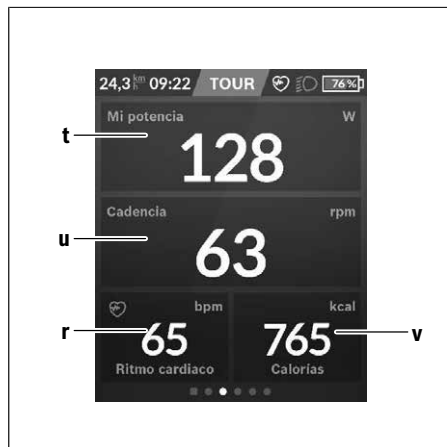 24,3 km/h 09:22 TOUR 76 %
Mi potencia W
t
128
Cadencia rpm
u
63
bpm kcal
r 65 765 v
Ritmo cardiaco Calorías